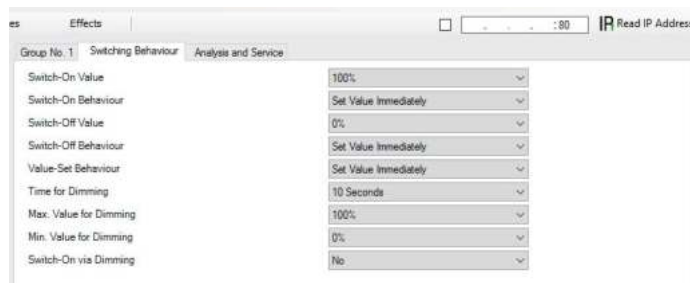 es Effects . . . :80 IP Read IP Addres
Group No. 1 Switching Behaviour Analysis and Service
Switch-On Value 100%
Switch-On Behaviour Set Value Immediately
Switch-Off Value 0%
Switch-Off Behaviour Set Value Immediately
Value-Set Behaviour Set Value Immediately
Time for Dimming 10 Seconds
Max. Value for Dimming 100%
Min. Value for Dimming 0%
Switch-On via Dimming No